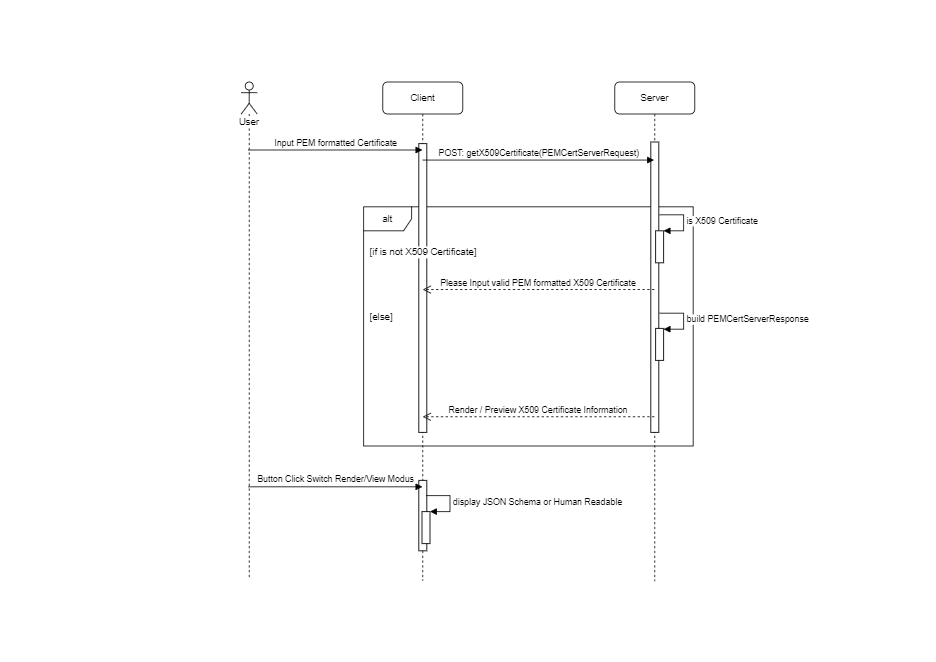 Client
Server
User
Input PEM formatted Certificate
POST: getX509Certificate(PEMCertServerRequest)
alt
is X509 Certificate
[if is not X509 Certificate]
Please Input valid PEM formatted X509 Certificate
[else]
build PEMCertServerResponse
Render / Preview X509 Certificate Information
Button Click Switch Render/View Modus
display JSON Schema or Human Readable